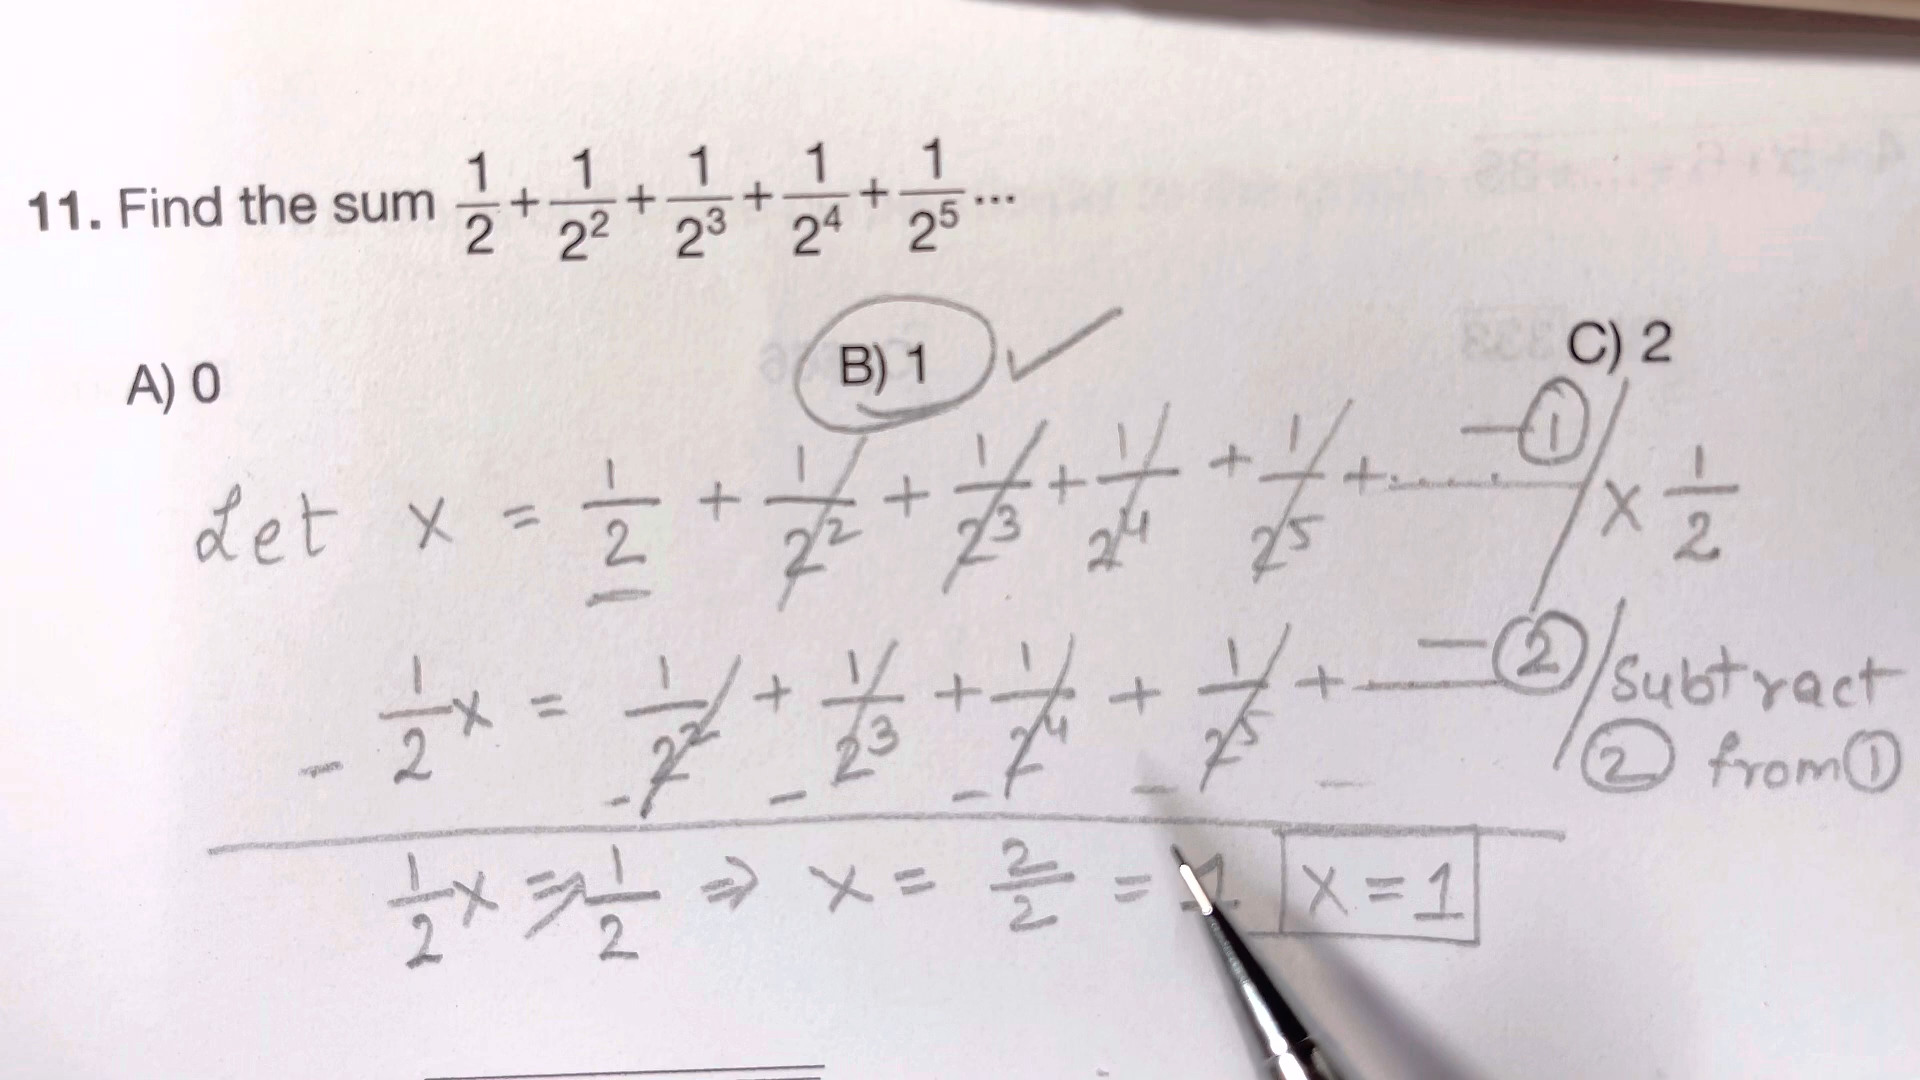 11. Find the sum 1/2 + 1/2² + 1/2³ + 1/2⁴ + 1/2⁵ ...
A) 0 B) 1 ✓ C) 2
Let x = 1/2 + 1/2² + 1/2³ + 1/2⁴ + 1/2⁵ + ....... —① / × 1/2
- 1/2 x = 1/2² + 1/2³ + 1/2⁴ + 1/2⁵ + —— —② / Subtract
- - - - - ② from ①
1/2 x = 1/2 ⇒ x = 2/2 = 1 x = 1